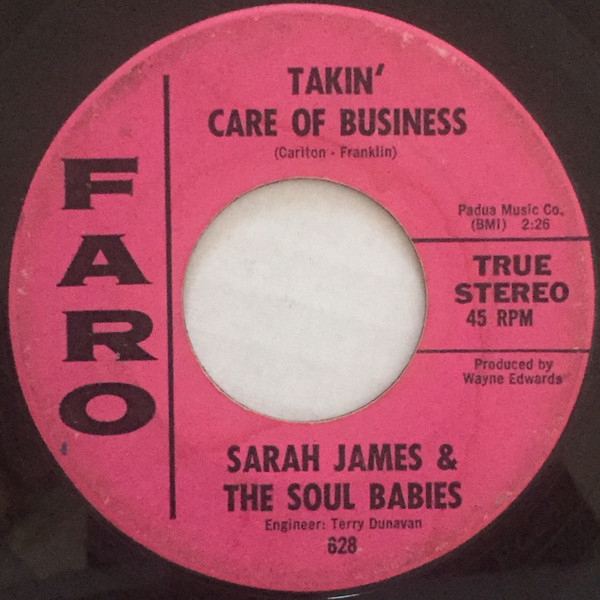 FARO
TAKIN'
CARE OF BUSINESS
(Carlton - Franklin)
Padua Music Co.
(BMI) 2:26
TRUE
STEREO
45 RPM
Produced by
Wayne Edwards
SARAH JAMES &
THE SOUL BABIES
Engineer: Terry Dunavan
628